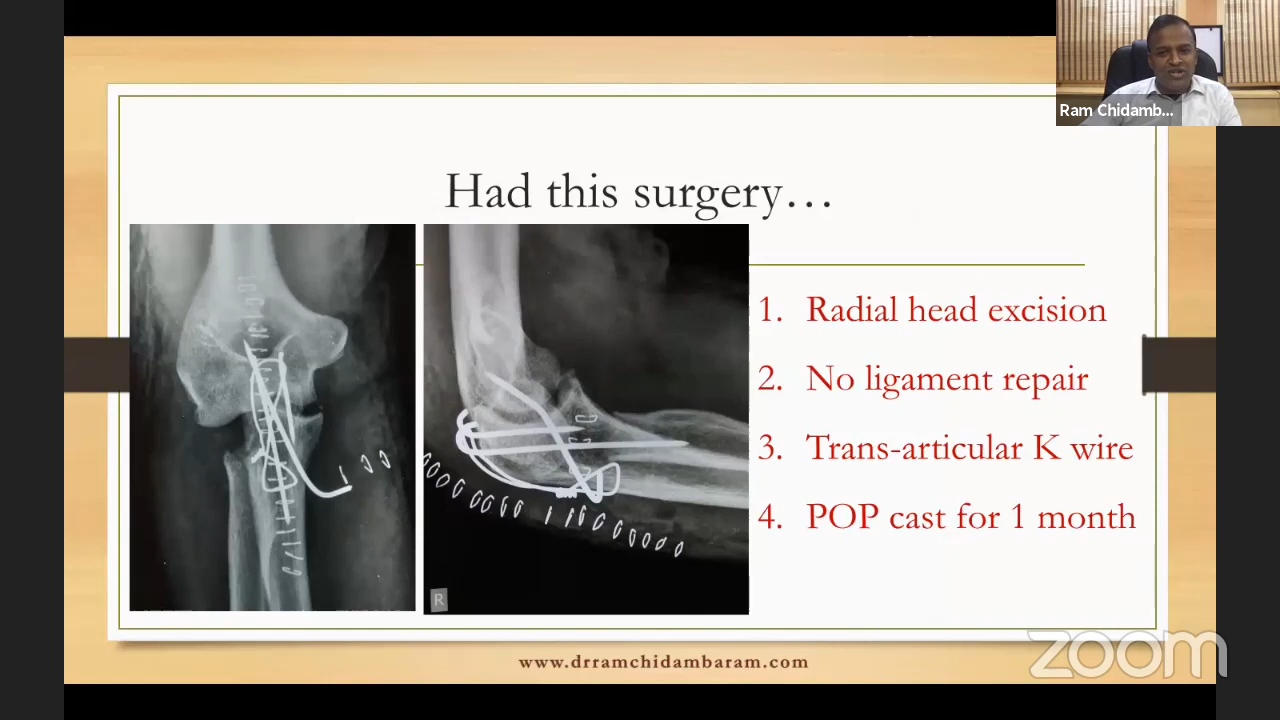 Ram Chidamb...
Had this surgery...
1. Radial head excision
2. No ligament repair
3. Trans-articular K wire
4. POP cast for 1 month
R
www.drramchidambaram.com
zoom